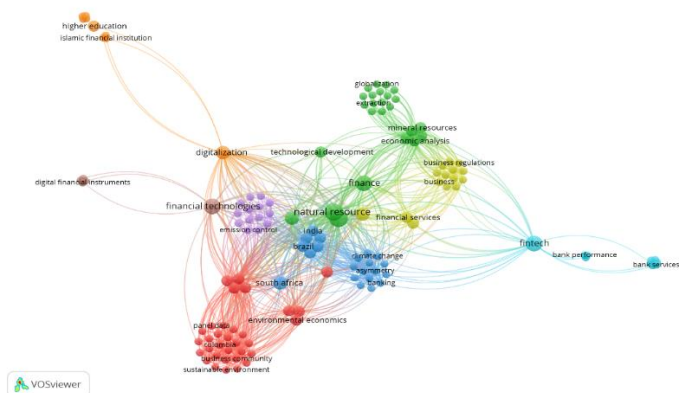 higher education
islamic financial institution
globalization
extraction
mineral resources
economic analysis
digitalization
technological development
business regulations
business
digital financial instruments
finance
financial technologies
natural resource
financial services
emission control
india
brazil
fintech
climate change
bank performance
asymmetry
bank services
south africa
banking
environmental economics
panel data
colombia
business community
sustainable environment
VOSviewer